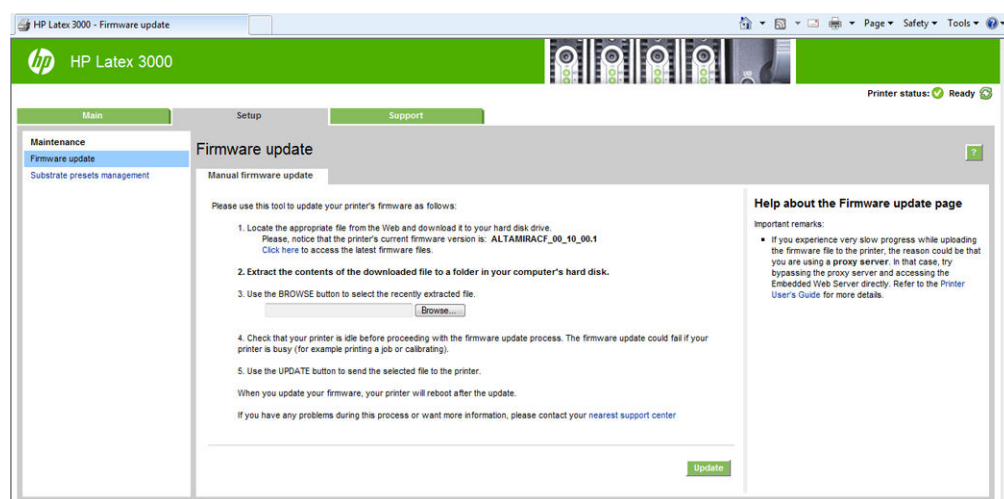 HP Latex 3000 - Firmware update
Page Safety Tools
hp HP Latex 3000
Printer status: Ready
Main Setup Support
Maintenance
Firmware update
Substrate presets management
Firmware update
?
Manual firmware update
Please use this tool to update your printer's firmware as follows:
1. Locate the appropriate file from the Web and download it to your hard disk drive.
Please, notice that the printer's current firmware version is: ALTAMIRACF_00_10_00.1
Click here to access the latest firmware files.
2. Extract the contents of the downloaded file to a folder in your computer's hard disk.
3. Use the BROWSE button to select the recently extracted file.
Browse...
4. Check that your printer is idle before proceeding with the firmware update process. The firmware update could fail if your
printer is busy (for example printing a job or calibrating).
5. Use the UPDATE button to send the selected file to the printer.
When you update your firmware, your printer will reboot after the update.
If you have any problems during this process or want more information, please contact your nearest support center
Update
Help about the Firmware update page
Important remarks:
If you experience very slow progress while uploading
the firmware file to the printer, the reason could be that
you are using a proxy server. In that case, try
bypassing the proxy server and accessing the
Embedded Web Server directly. Refer to the Printer
User's Guide for more details.